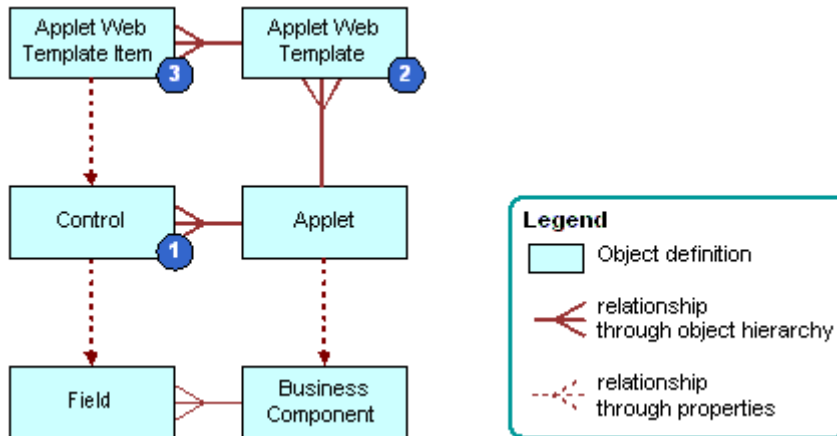 Applet Web
Template Item
3
Applet Web
Template
2
Control
1
Applet
Field
Business
Component
Legend
Object definition
relationship
through object hierarchy
relationship
through properties